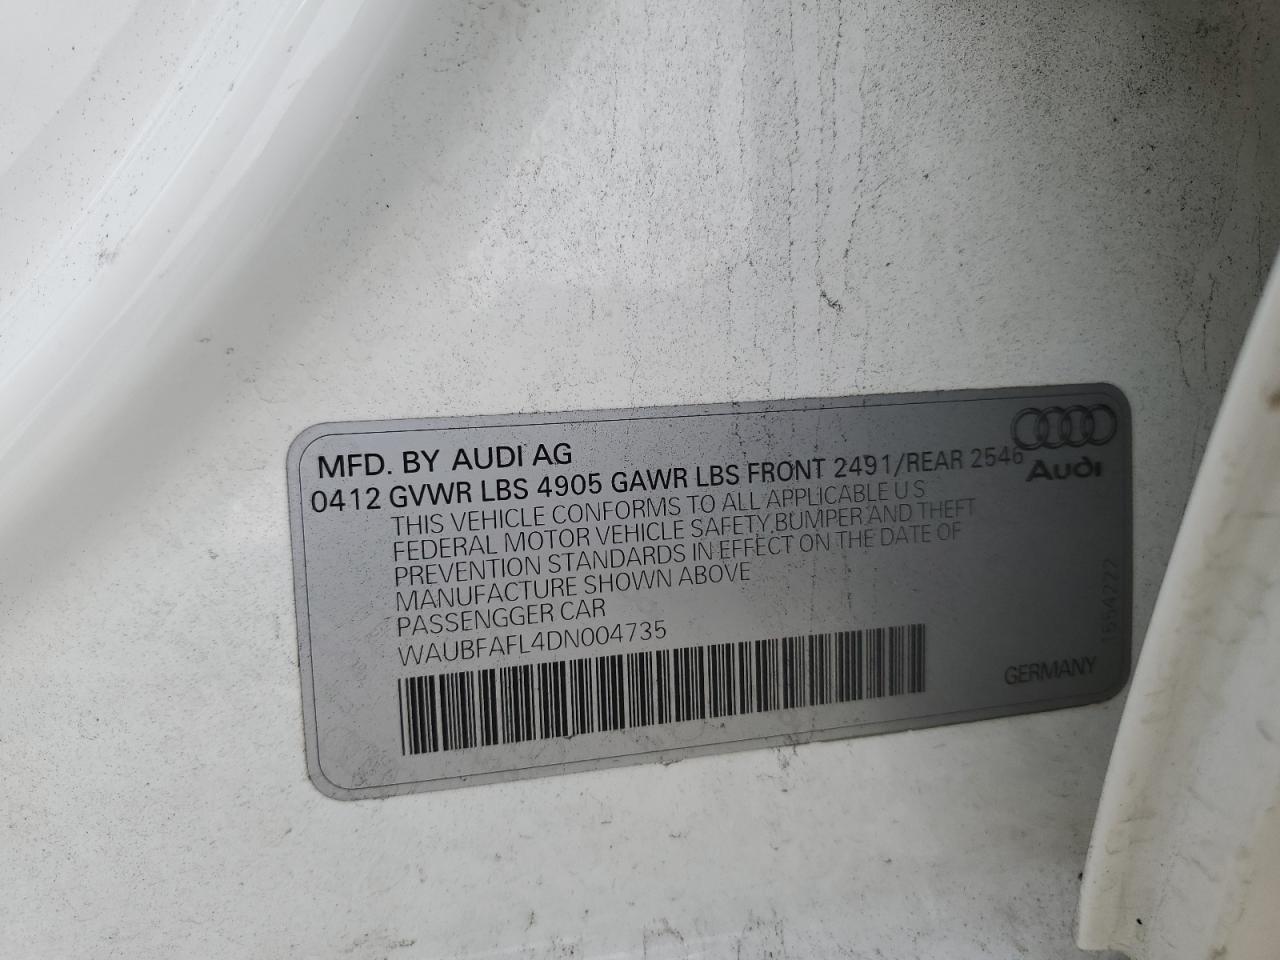 MFD. BY AUDI AG
0412 GVWR LBS 4905 GAWR LBS FRONT 2491/REAR 2546
Audi
THIS VEHICLE CONFORMS TO ALL APPLICABLE U S
FEDERAL MOTOR VEHICLE SAFETY,BUMPER AND THEFT
PREVENTION STANDARDS IN EFFECT ON THE DATE OF
MANUFACTURE SHOWN ABOVE
PASSENGGER CAR
WAUBFAFL4DN004735
GERMANY